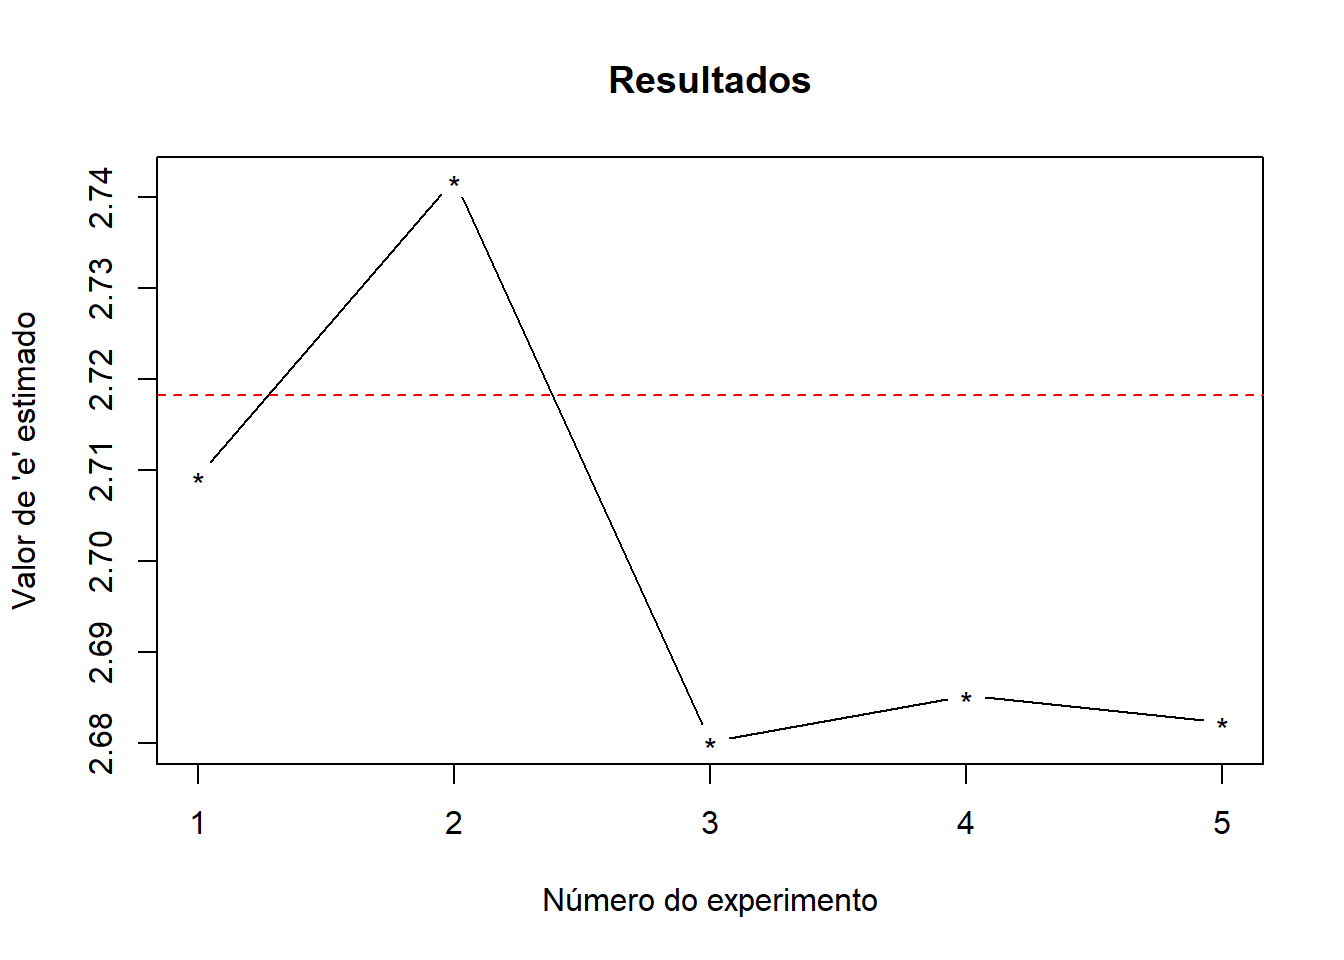 Resultados
Valor de 'e' estimado
2.74
2.73
2.72
2.71
2.70
2.69
2.68
1 2 3 4 5
Número do experimento